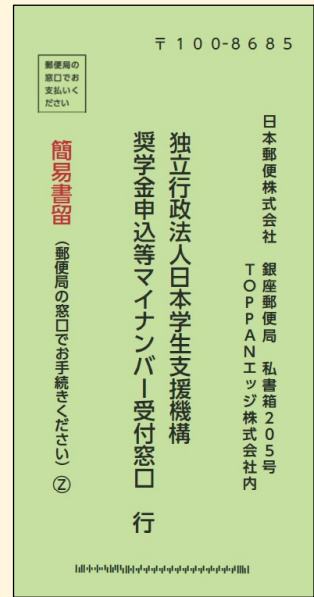 〒１００-８６８５
郵便局の
窓口でお
支払いく
ださい
日本郵便株式会社　銀座郵便局　私書箱２０５号
ＴＯＰＰＡＮエッジ株式会社内
独立行政法人日本学生支援機構
奨学金申込等マイナンバー受付窓口　行
簡易書留（郵便局の窓口でお手続きください）Ⓩ